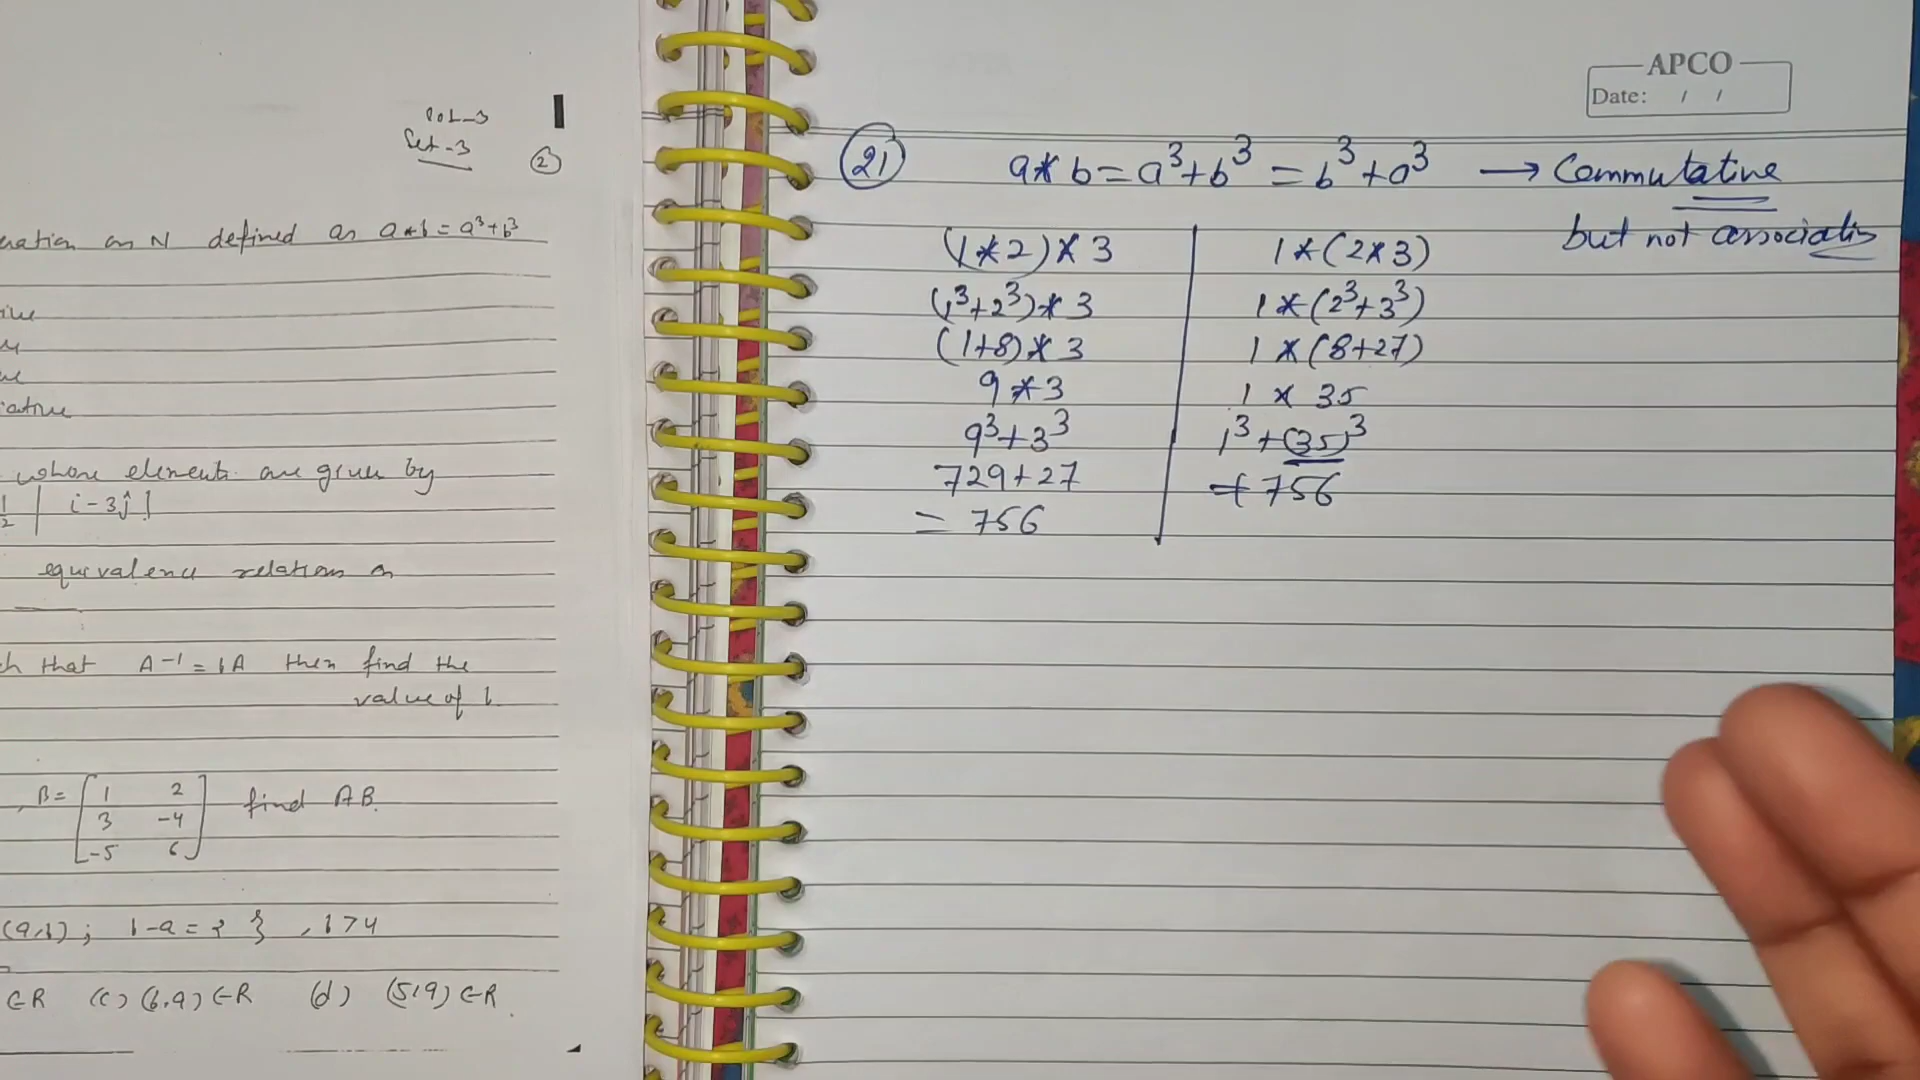 Set-3
2
on N defined as a*b = a³+b³
whose elements are given by
1/2 | i-3j |
equivalence relation on
that A⁻¹ = A then find the
value of
B = [ 1 2
3 -4
-5 6 ] find AB.
∈R (c) (6,9) ∈R (d) (5,9) ∈R.
APCO
Date: / /
21 a*b = a³+b³ = b³+a³ → Commutative
but not associative
(1*2)*3
(1³+2³)*3
(1+8)*3
9*3
9³+3³
729+27
= 756
1*(2*3)
1*(2³+3³)
1*(8+27)
1*35
1³+(35)³
≠756